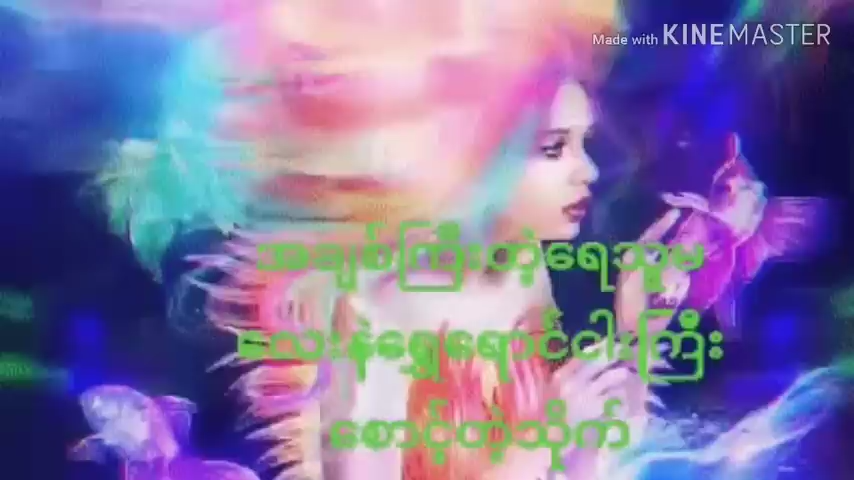 Made with KINEMASTER
အချစ်ကြီးတဲ့ရေသူမ
လေးနဲ့ရွှေရောင်ငါးကြီး
စောင့်တဲ့သိုက်